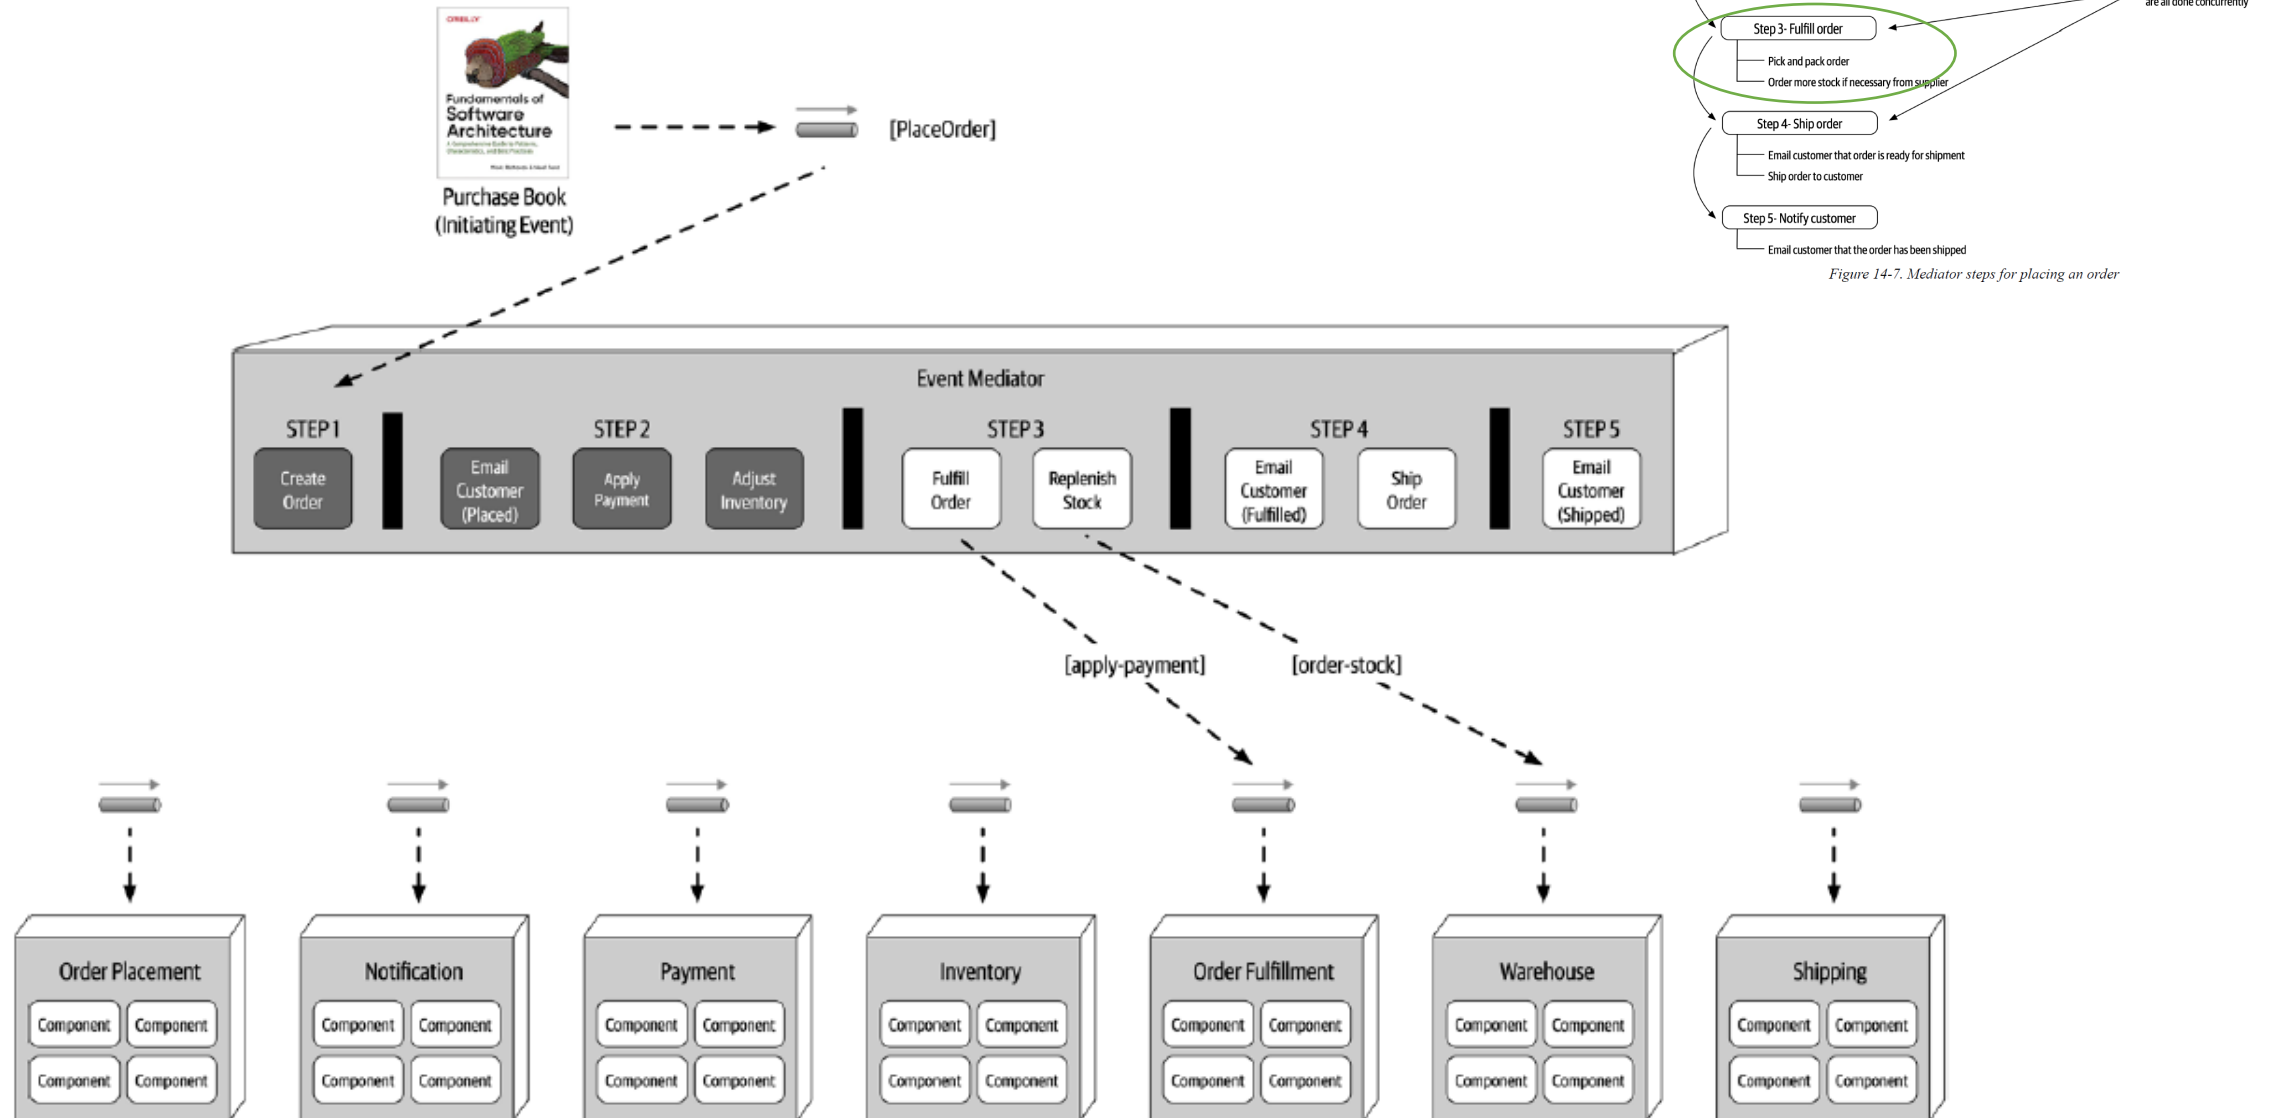 O'REILLY
Fundamentals of
Software
Architecture
Purchase Book
(Initiating Event)
[PlaceOrder]
are all done concurrently
Step 3- Fulfill order
Pick and pack order
Order more stock if necessary from supplier
Step 4- Ship order
Email customer that order is ready for shipment
Ship order to customer
Step 5- Notify customer
Email customer that the order has been shipped
Figure 14-7. Mediator steps for placing an order
Event Mediator
STEP 1
Create
Order
STEP 2
Email
Customer
(Placed)
Apply
Payment
Adjust
Inventory
STEP 3
Fulfill
Order
Replenish
Stock
STEP 4
Email
Customer
(Fulfilled)
Ship
Order
STEP 5
Email
Customer
(Shipped)
[apply-payment]
[order-stock]
Order Placement
Component Component
Component Component
Notification
Component Component
Component Component
Payment
Component Component
Component Component
Inventory
Component Component
Component Component
Order Fulfillment
Component Component
Component Component
Warehouse
Component Component
Component Component
Shipping
Component Component
Component Component